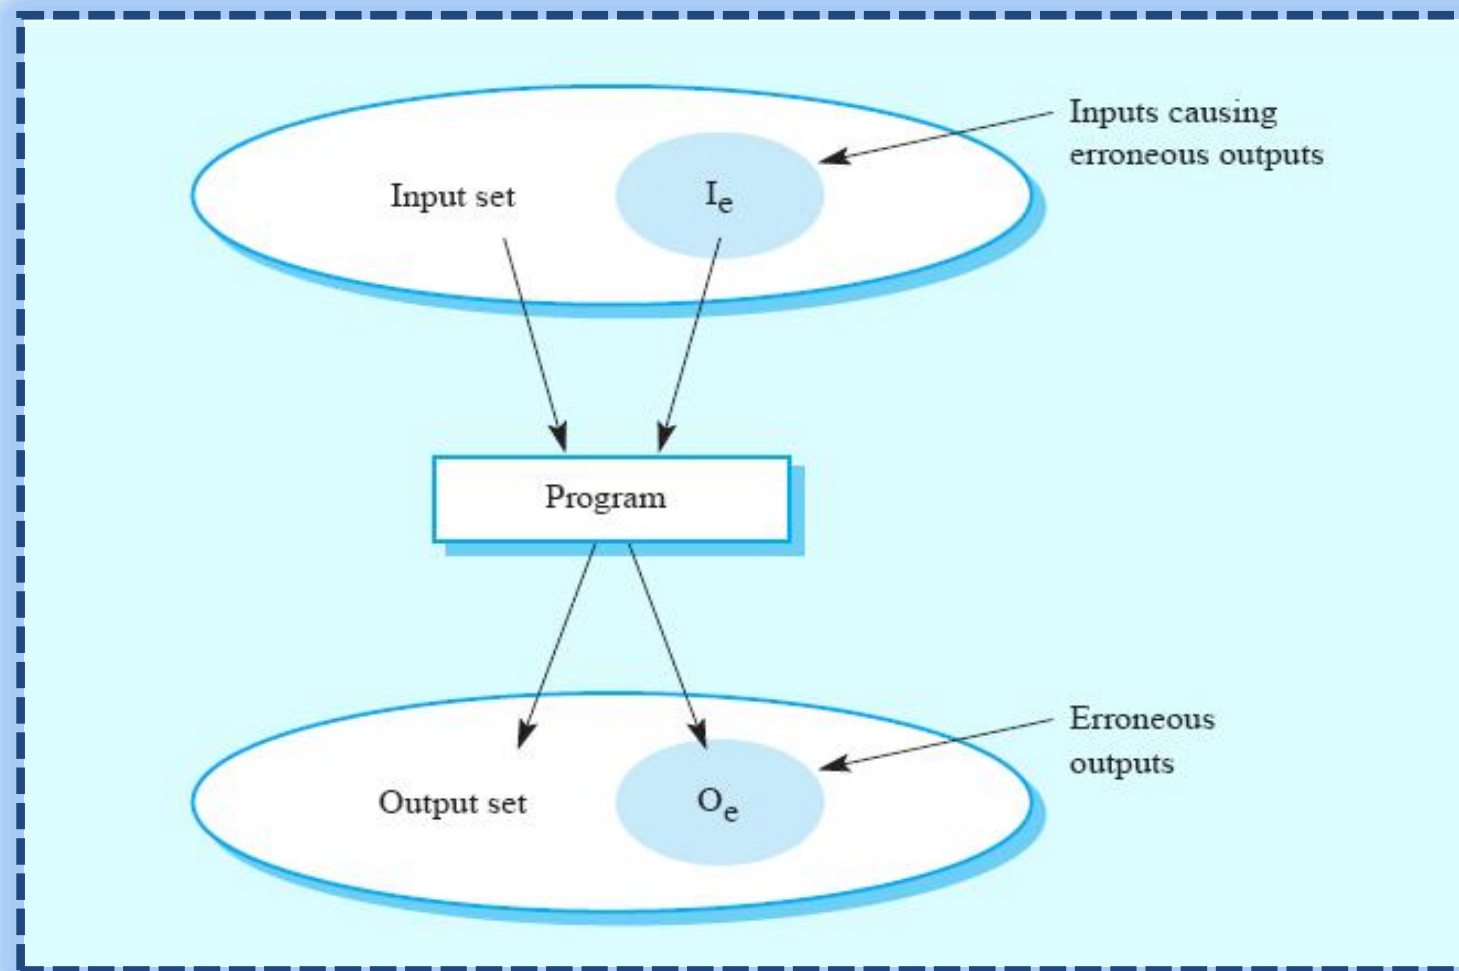 Inputs causing
erroneous outputs
Input set
Ie
Program
Erroneous
outputs
Output set
Oe